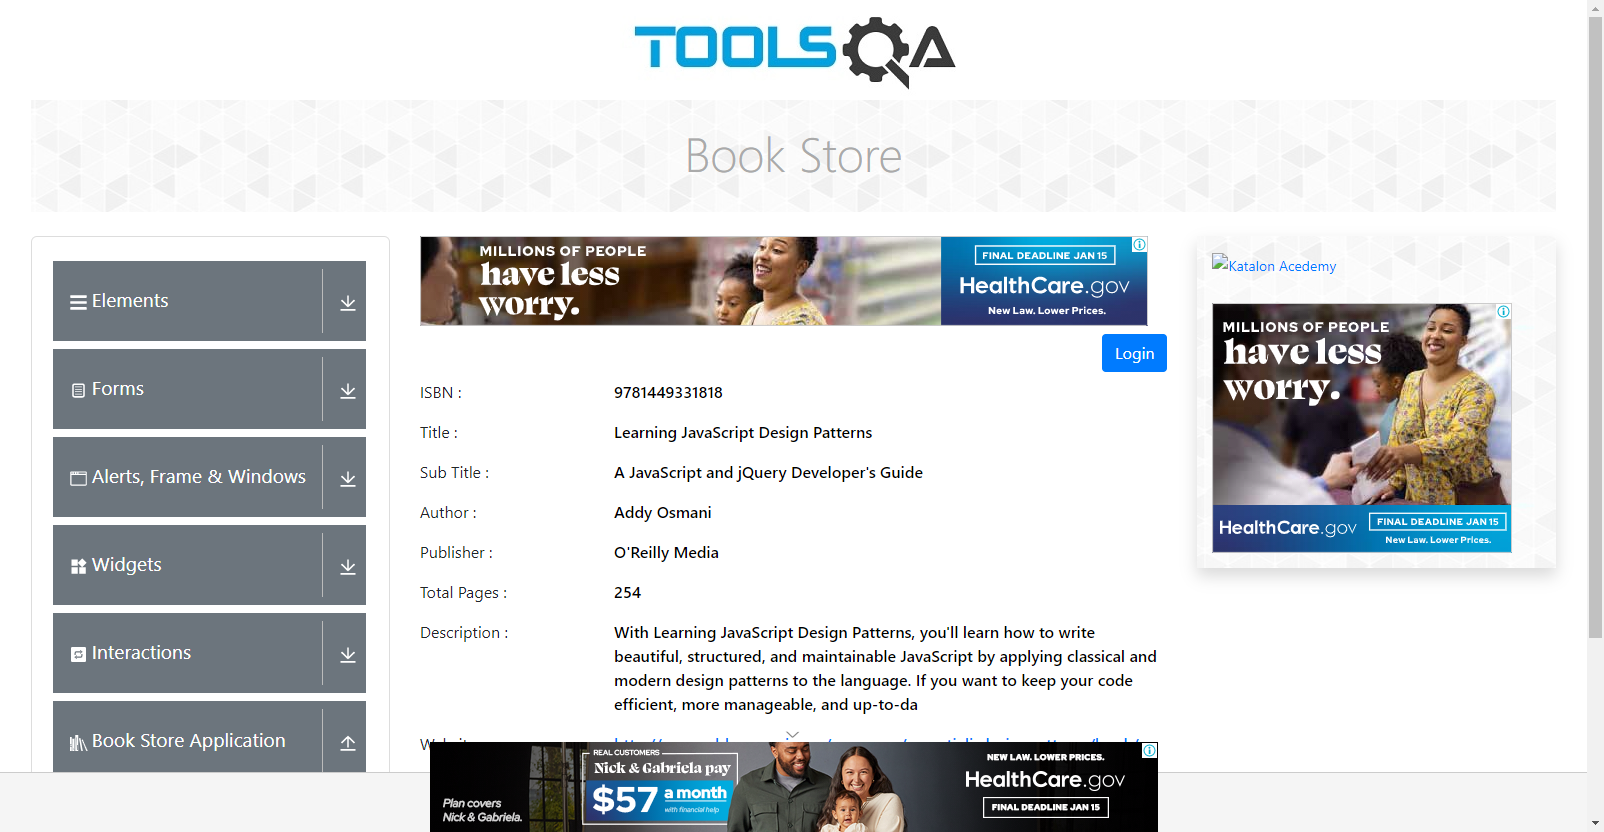 TOOLSQA
Book Store
Elements
Forms
Alerts, Frame & Windows
Widgets
Interactions
Book Store Application
MILLIONS OF PEOPLE
have less
worry.
FINAL DEADLINE JAN 15
HealthCare.gov
New Law. Lower Prices.
Login
ISBN :
9781449331818
Title :
Learning JavaScript Design Patterns
Sub Title :
A JavaScript and jQuery Developer's Guide
Author :
Addy Osmani
Publisher :
O'Reilly Media
Total Pages :
254
Description :
With Learning JavaScript Design Patterns, you'll learn how to write
beautiful, structured, and maintainable JavaScript by applying classical and
modern design patterns to the language. If you want to keep your code
efficient, more manageable, and up-to-da
Katalon Acedemy
MILLIONS OF PEOPLE
have less
worry.
HealthCare.gov
FINAL DEADLINE JAN 15
New Law. Lower Prices.
Plan covers
Nick & Gabriela.
REAL CUSTOMERS
Nick & Gabriela pay
$57 a month
with financial help
NEW LAW. LOWER PRICES.
HealthCare.gov
FINAL DEADLINE JAN 15